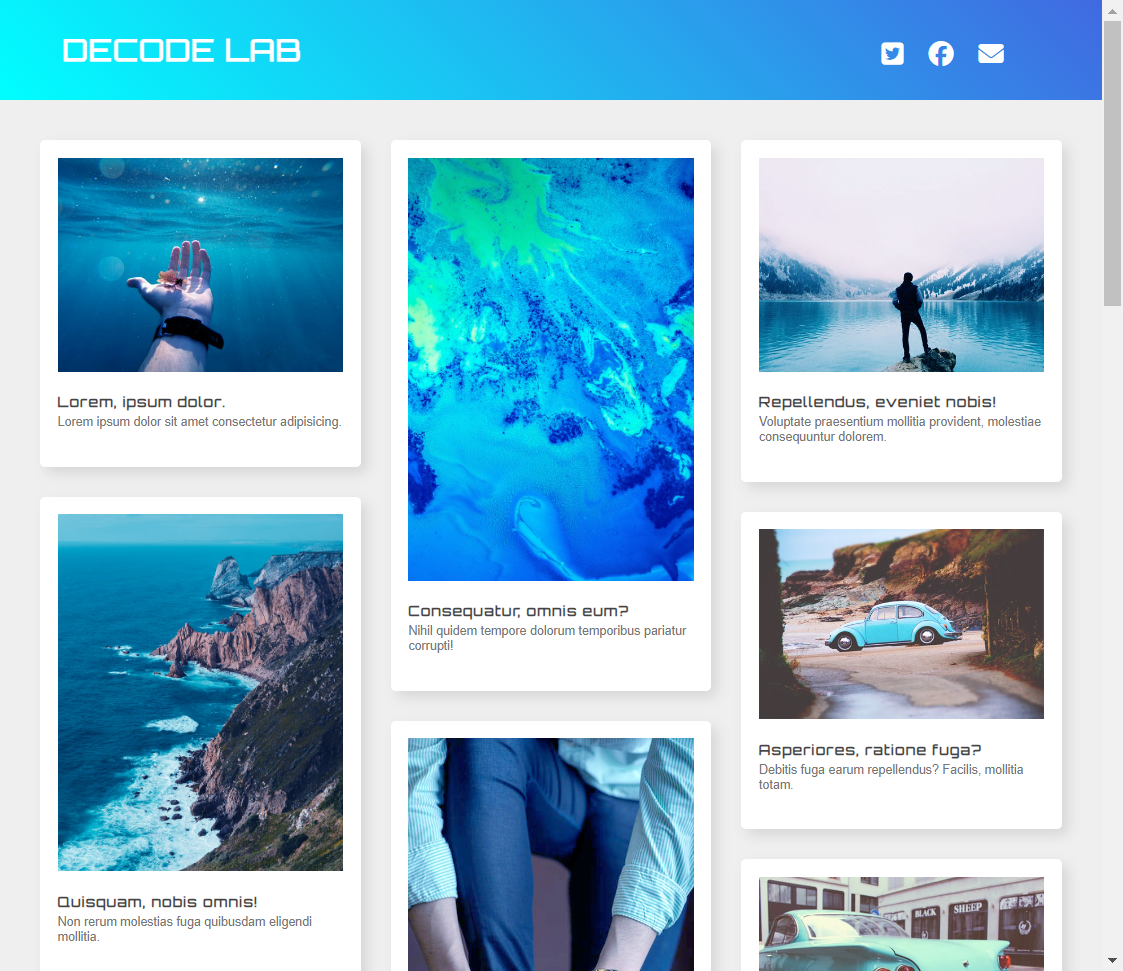 DECODE LAB
Lorem, ipsum dolor.
Lorem ipsum dolor sit amet consectetur adipisicing.
Quisquam, nobis omnis!
Non rerum molestias fuga quibusdam eligendi
mollitia.
Consequatur, omnis eum?
Nihil quidem tempore dolorum temporibus pariatur
corrupti!
Repellendus, eveniet nobis!
Voluptate praesentium mollitia provident, molestiae
consequuntur dolorem.
Asperiores, ratione fuga?
Debitis fuga earum repellendus? Facilis, mollitia
totam.
BLACK SHEEP